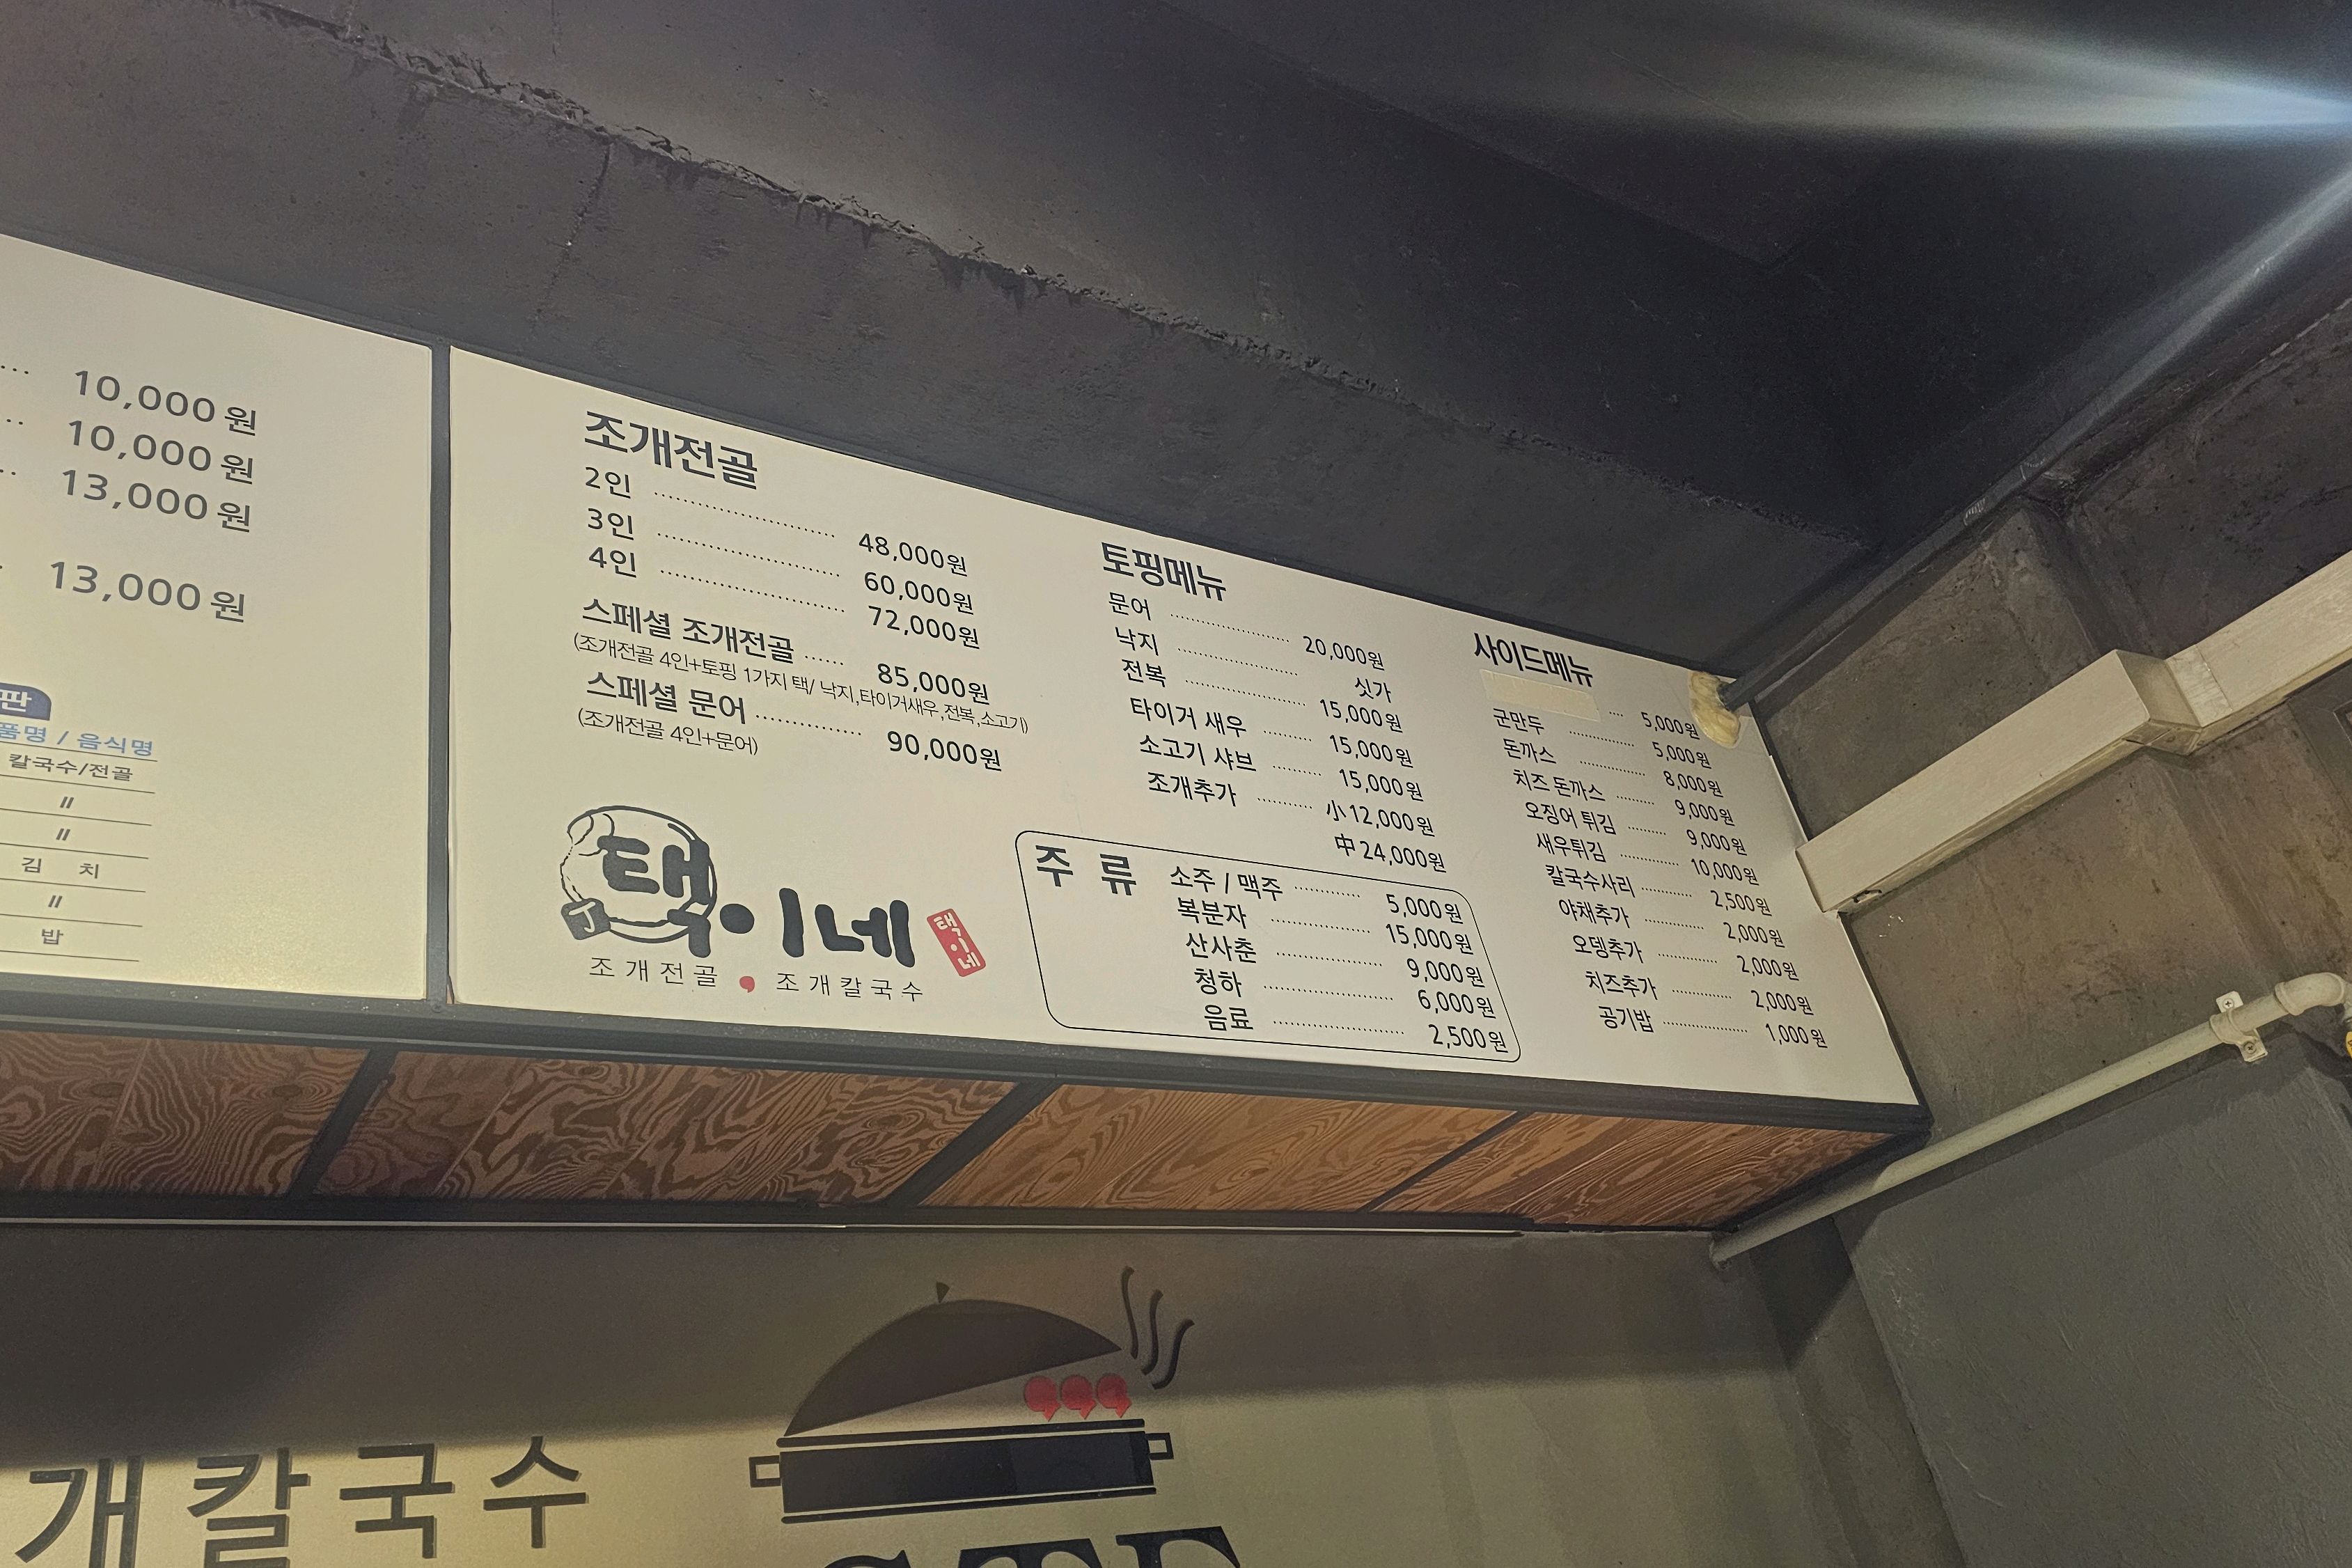 10,000원
10,000원
13,000원
13,000원
판
품명 / 음식명
칼국수/전골
〃
〃
김 치
〃
밥
조개전골
2인 ........ 48,000원
3인 ........ 60,000원
4인 ........ 72,000원
스페셜 조개전골 ...... 85,000원
(조개전골 4인+토핑 1가지 택/ 낙지,타이거새우,전복,소고기)
스페셜 문어 ........ 90,000원
(조개전골 4인+문어)
택이네
택이네
조개전골 , 조개칼국수
토핑메뉴
문어 ........ 20,000원
낙지 ........ 싯가
전복 ........ 15,000원
타이거 새우 ........ 15,000원
소고기 샤브 ........ 15,000원
조개추가 ........ 小 12,000원
中 24,000원
주 류
소주 / 맥주 ........ 5,000원
복분자 ........ 15,000원
산사춘 ........ 9,000원
청하 ........ 6,000원
음료 ........ 2,500원
사이드메뉴
.... 5,000원
군만두 ........ 5,000원
돈까스 ........ 8,000원
치즈 돈까스 ........ 9,000원
오징어 튀김 ........ 9,000원
새우튀김 ........ 10,000원
칼국수사리 ........ 2,500원
야채추가 ........ 2,000원
오뎅추가 ........ 2,000원
치즈추가 ........ 2,000원
공기밥 ........ 1,000원
개칼국수